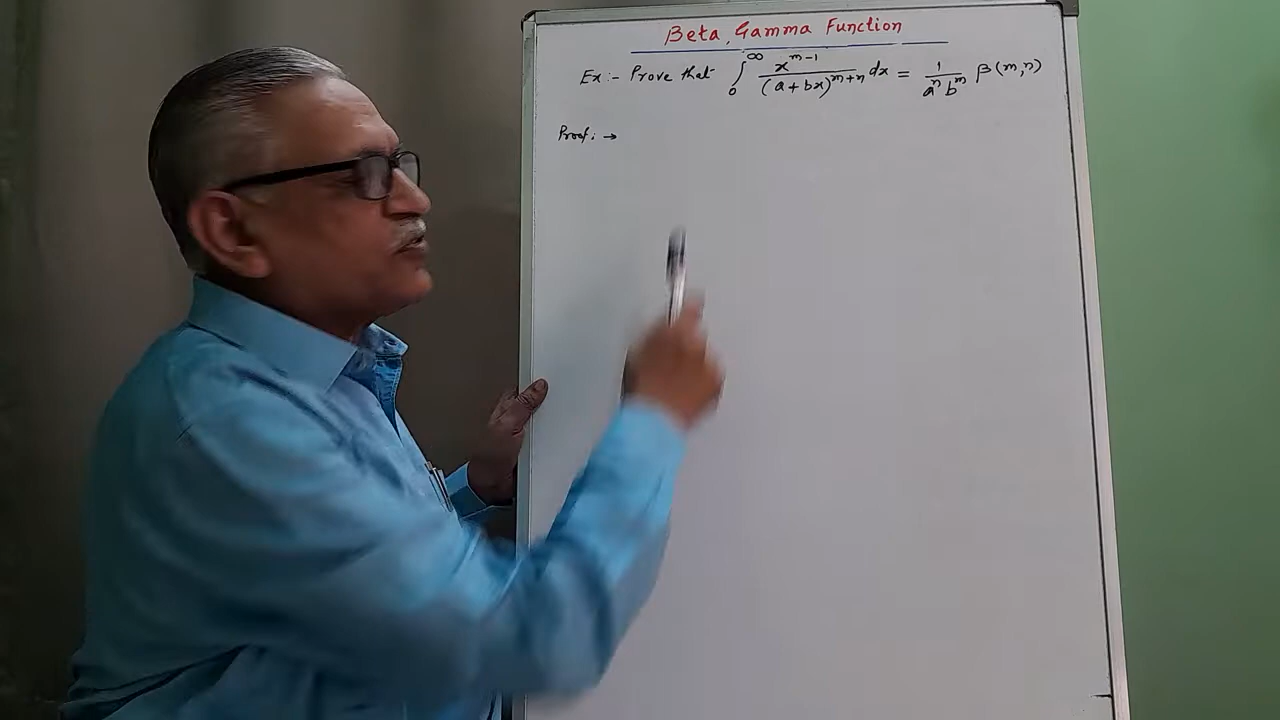 Beta, Gamma Function
Ex:- Prove that ∫₀^∞ x^(m-1)/(a+bx)^(m+n) dx = 1/(a^n b^m) β(m,n)
Proof: →